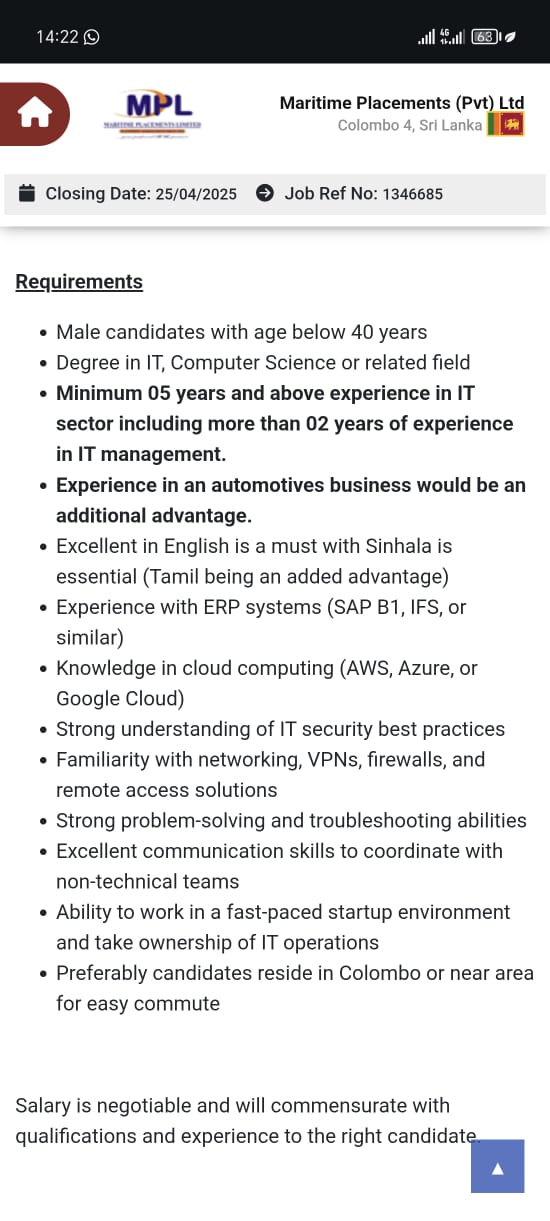 14:22
4G
63
MPL
MARITIME PLACEMENTS LIMITED
Maritime Placements (Pvt) Ltd
Colombo 4, Sri Lanka
Closing Date: 25/04/2025 Job Ref No: 1346685
Requirements
• Male candidates with age below 40 years
• Degree in IT, Computer Science or related field
• Minimum 05 years and above experience in IT
sector including more than 02 years of experience
in IT management.
• Experience in an automotives business would be an
additional advantage.
• Excellent in English is a must with Sinhala is
essential (Tamil being an added advantage)
• Experience with ERP systems (SAP B1, IFS, or
similar)
• Knowledge in cloud computing (AWS, Azure, or
Google Cloud)
• Strong understanding of IT security best practices
• Familiarity with networking, VPNs, firewalls, and
remote access solutions
• Strong problem-solving and troubleshooting abilities
• Excellent communication skills to coordinate with
non-technical teams
• Ability to work in a fast-paced startup environment
and take ownership of IT operations
• Preferably candidates reside in Colombo or near area
for easy commute
Salary is negotiable and will commensurate with
qualifications and experience to the right candidate.